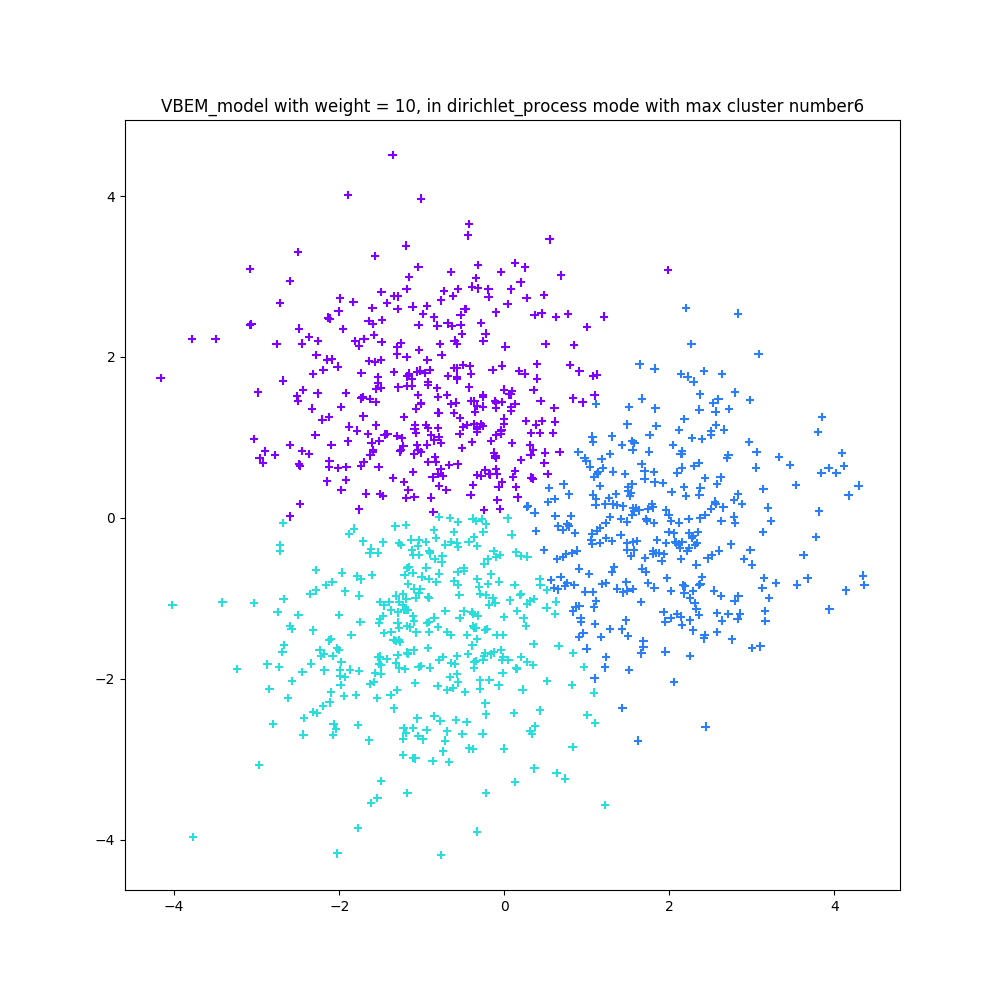 VBEM_model with weight = 10, in dirichlet_process mode with max cluster number6
4
2
0
−2
−4
−4 −2 0 2 4